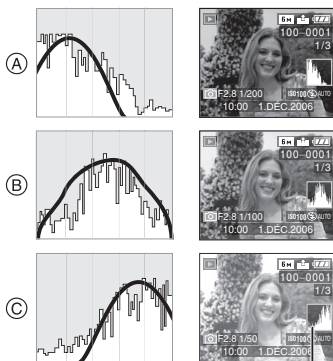 A
6M
100-0001
1/3
F2.8 1/200
ISO100 AUTO
10:00 1.DEC.2006
B
6M
100-0001
1/3
F2.8 1/100
ISO100 AUTO
10:00 1.DEC.2006
C
6M
100-0001
1/3
F2.8 1/50
ISO100 AUTO
10:00 1.DEC.2006